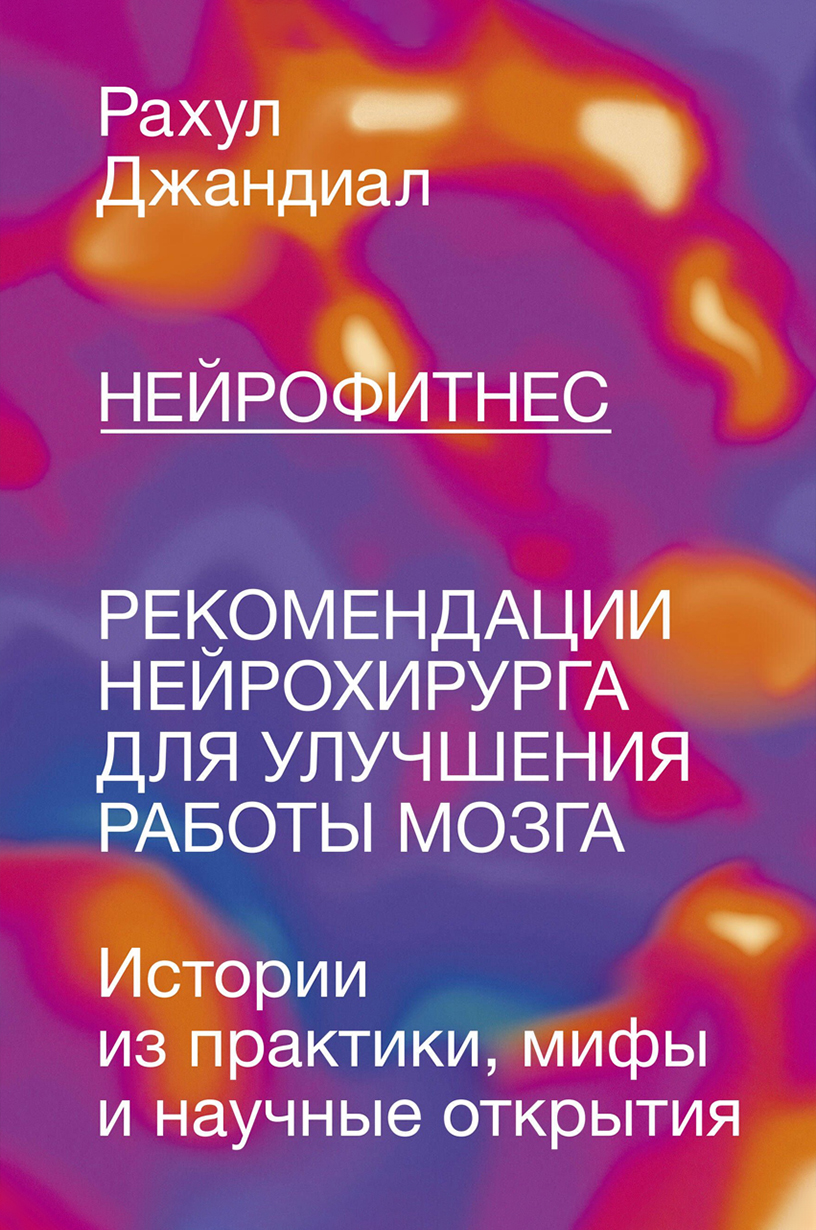 Рахул
Джандиал
НЕЙРОФИТНЕС
РЕКОМЕНДАЦИИ
НЕЙРОХИРУРГА
ДЛЯ УЛУЧШЕНИЯ
РАБОТЫ МОЗГА
Истории
из практики, мифы
и научные открытия